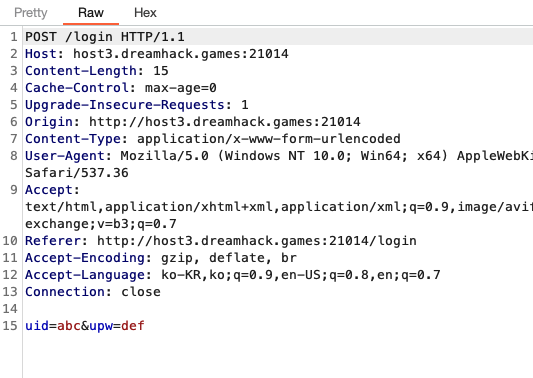 Pretty Raw Hex
1 POST /login HTTP/1.1
2 Host: host3.dreamhack.games:21014
3 Content-Length: 15
4 Cache-Control: max-age=0
5 Upgrade-Insecure-Requests: 1
6 Origin: http://host3.dreamhack.games:21014
7 Content-Type: application/x-www-form-urlencoded
8 User-Agent: Mozilla/5.0 (Windows NT 10.0; Win64; x64) AppleWebKi
Safari/537.36
9 Accept:
text/html,application/xhtml+xml,application/xml;q=0.9,image/avif
exchange;v=b3;q=0.7
10 Referer: http://host3.dreamhack.games:21014/login
11 Accept-Encoding: gzip, deflate, br
12 Accept-Language: ko-KR,ko;q=0.9,en-US;q=0.8,en;q=0.7
13 Connection: close
14
15 uid=abc&upw=def